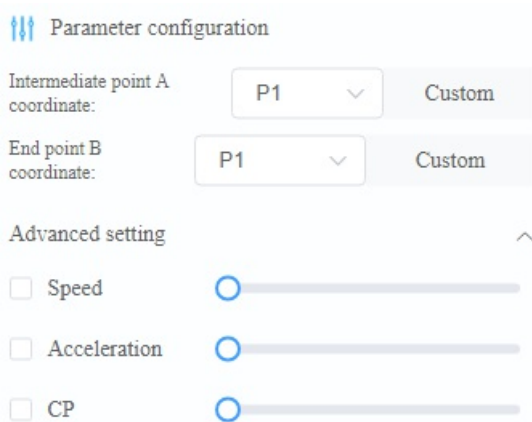 Parameter configuration
Intermediate point A
coordinate:
P1
Custom
End point B
coordinate:
P1
Custom
Advanced setting
Speed
Acceleration
CP